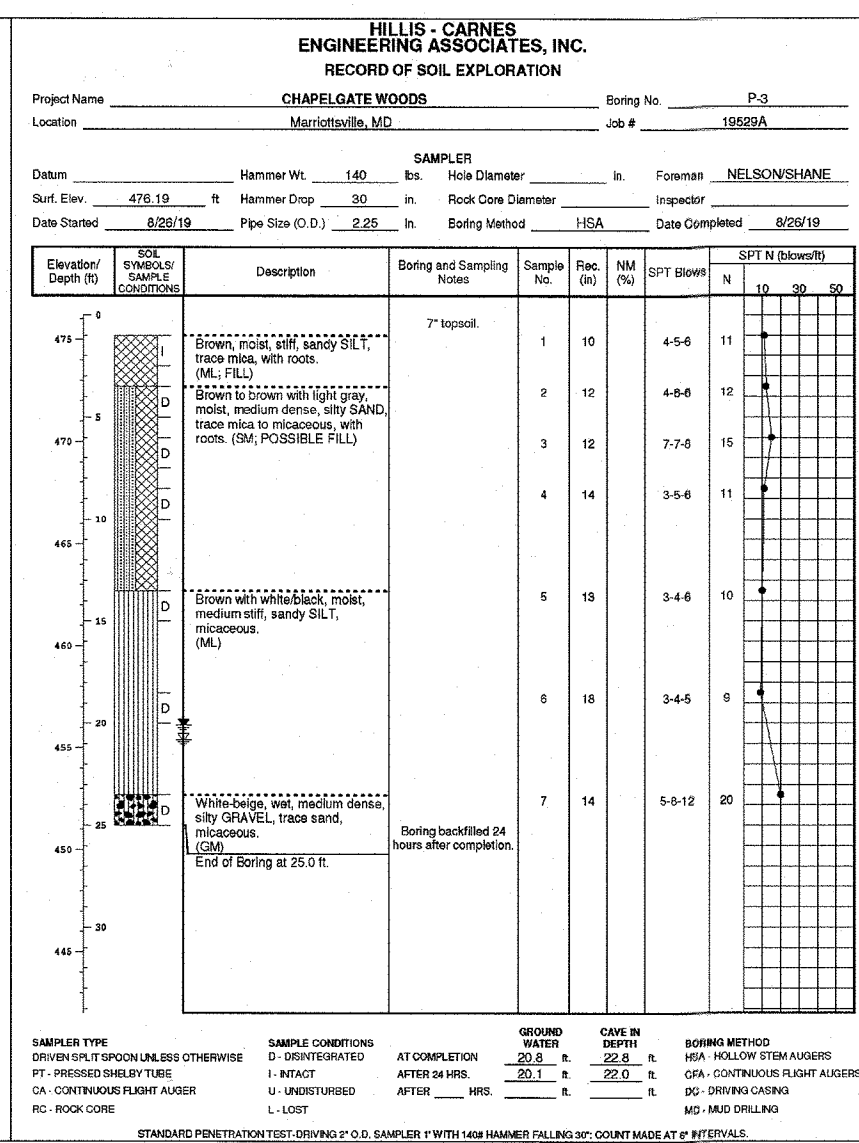 HILLIS - CARNES
ENGINEERING ASSOCIATES, INC.
RECORD OF SOIL EXPLORATION
Project Name CHAPELGATE WOODS Boring No. P-3
Location Marriottsville, MD Job # 19529A
SAMPLER
Datum Hammer Wt. 140 lbs. Hole Diameter in. Foreman NELSON/SHANE
Surf. Elev. 476.19 ft Hammer Drop 30 in. Rock Core Diameter Inspector
Date Started 8/26/19 Pipe Size (O.D.) 2.25 in. Boring Method HSA Date Completed 8/26/19
Elevation/ Depth (ft) SOIL SYMBOLS/ SAMPLE CONDITIONS Description Boring and Sampling Notes Sample No. Rec. (in) NM (%) SPT Blows SPT N (blows/ft)
N 10 30 50
0
7" topsoil.
475
I Brown, moist, stiff, sandy SILT, 1 10 4-5-6 11
trace mica, with roots.
(ML; FILL)
D Brown to brown with light gray, 2 12 12
moist, medium dense, silty SAND,
5 trace mica to micaceous, with
470 D roots. (SM; POSSIBLE FILL) 3 12 7-7-8 15
D 4 14 3-5-6 11
10
465
D Brown with white/black, moist, 5 13 3-4-6 10
medium stiff, sandy SILT,
15 micaceous.
460 (ML)
D 6 18 3-4-5 9
20
455
D White-beige, wet, medium dense, 7 14 5-8-12 20
silty GRAVEL, trace sand,
25 micaceous. Boring backfilled 24
450 (GM) hours after completion.
End of Boring at 25.0 ft.
30
445
GROUND WATER CAVE IN DEPTH
SAMPLER TYPE SAMPLE CONDITIONS BORING METHOD
DRIVEN SPLIT SPOON UNLESS OTHERWISE D - DISINTEGRATED AT COMPLETION 20.8 ft. 22.8 ft. HSA - HOLLOW STEM AUGERS
PT - PRESSED SHELBY TUBE I - INTACT AFTER 24 HRS. 20.1 ft. 22.0 ft. CFA - CONTINUOUS FLIGHT AUGERS
CA - CONTINUOUS FLIGHT AUGER U - UNDISTURBED AFTER HRS. ft. ft. DC - DRIVING CASING
RC - ROCK CORE L - LOST MD - MUD DRILLING
STANDARD PENETRATION TEST-DRIVING 2" O.D. SAMPLER 1' WITH 140# HAMMER FALLING 30": COUNT MADE AT 6" INTERVALS.